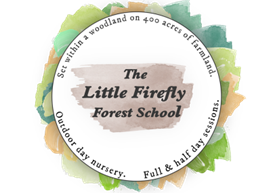 Set within a woodland on 400 acres of farmland.
The
Little Firefly
Forest School
Outdoor day nursery. Full & half day sessions.